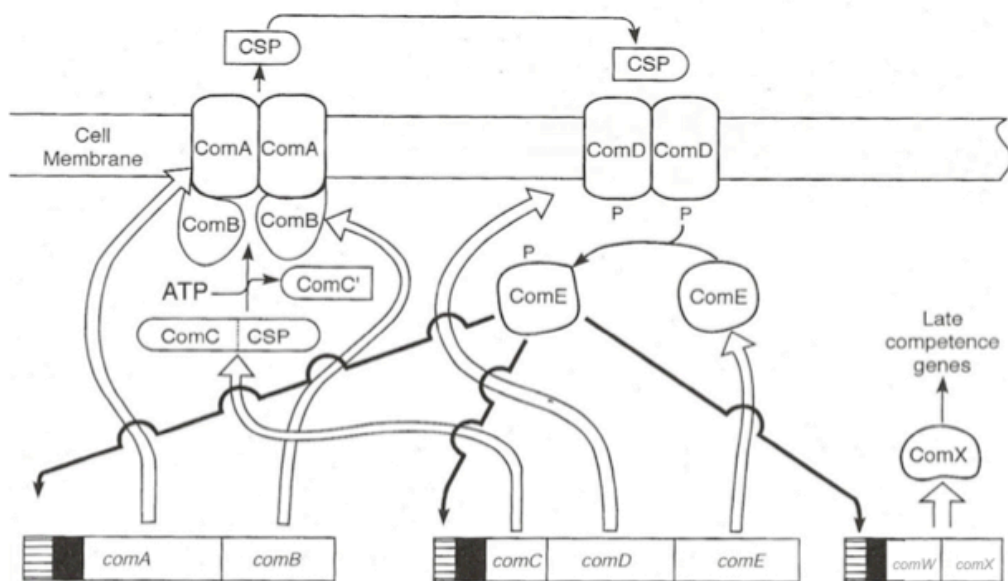 CSP
CSP
Cell
Membrane
ComA ComA
ComD ComD
ComB ComB
P P
P
ATP
ComC'
ComE
ComE
ComC CSP
Late
competence
genes
ComX
comA comB
comC comD comE
comW comX